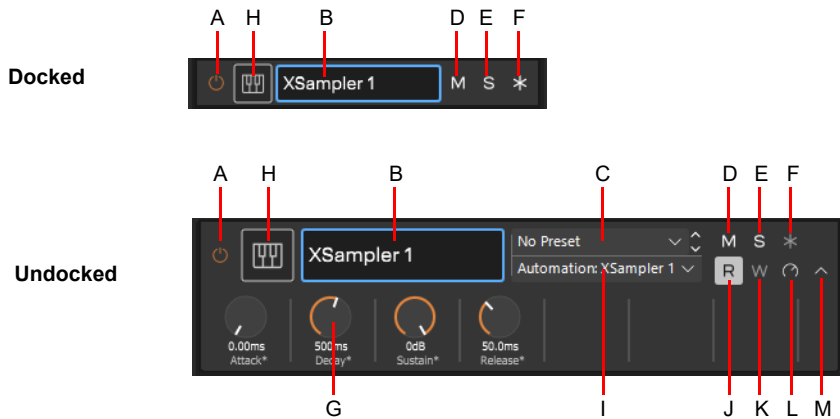 A H B D E F
Docked
XSampler 1 M S
A H B C D E F
No Preset M S
Undocked
XSampler 1
Automation: XSampler 1 R W
0.00ms 500ms 0dB 50.0ms
Attack* Decay* Sustain* Release*
G I J K L M